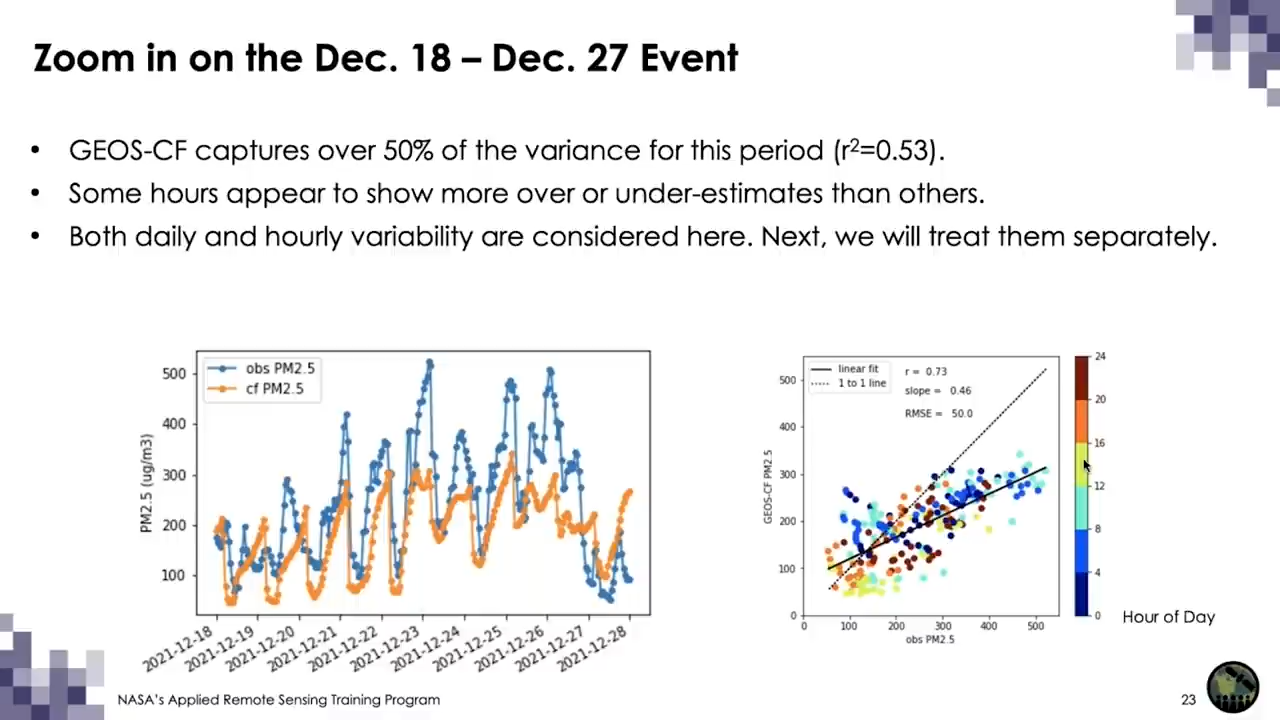 Zoom in on the Dec. 18 – Dec. 27 Event
• GEOS-CF captures over 50% of the variance for this period (r²=0.53).
• Some hours appear to show more over or under-estimates than others.
• Both daily and hourly variability are considered here. Next, we will treat them separately.
obs PM2.5
cf PM2.5
PM2.5 (ug/m3)
500
400
300
200
100
2021-12-18
2021-12-19
2021-12-20
2021-12-21
2021-12-22
2021-12-23
2021-12-24
2021-12-25
2021-12-26
2021-12-27
2021-12-28
linear fit
1 to 1 line
r = 0.73
slope = 0.46
RMSE = 50.0
GEOS-CF PM2.5
500
400
300
200
100
0
0 100 200 300 400 500
obs PM2.5
24
20
16
12
8
4
0
Hour of Day
NASA's Applied Remote Sensing Training Program
23